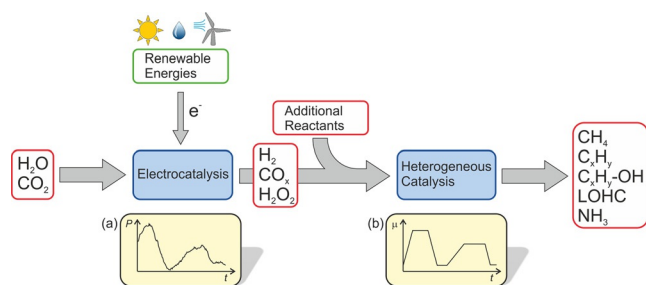 Renewable
Energies
e⁻
Additional
Reactants
H₂O
CO₂
Electrocatalysis
H₂
COₓ
H₂O₂
Heterogeneous
Catalysis
CH₄
CₓHᵧ
CₓHᵧ-OH
LOHC
NH₃
(a)
P
t
(b)
µ
t